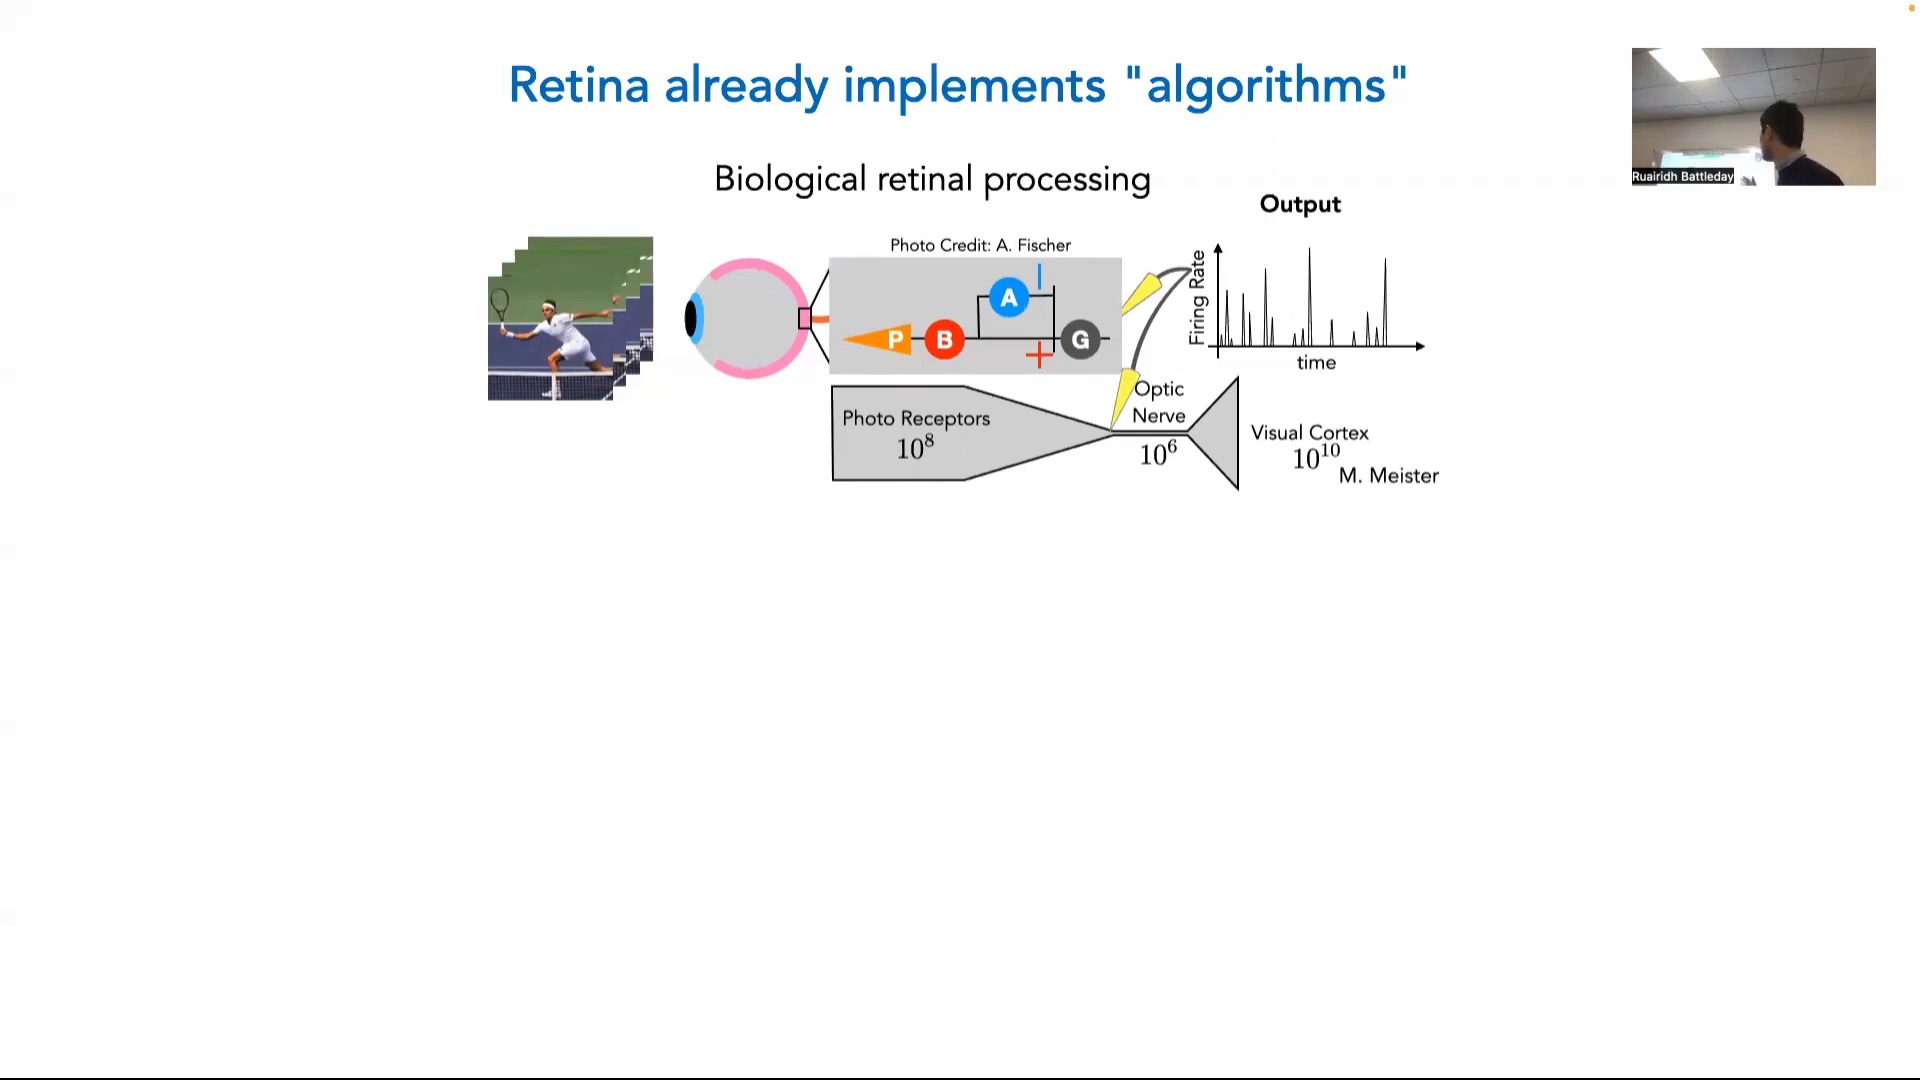 Retina already implements "algorithms"
Ruairidh Battleday
Biological retinal processing
Output
Photo Credit: A. Fischer
Firing Rate
time
A
P B G
Photo Receptors
10^8
Optic
Nerve
10^6
Visual Cortex
10^10
M. Meister